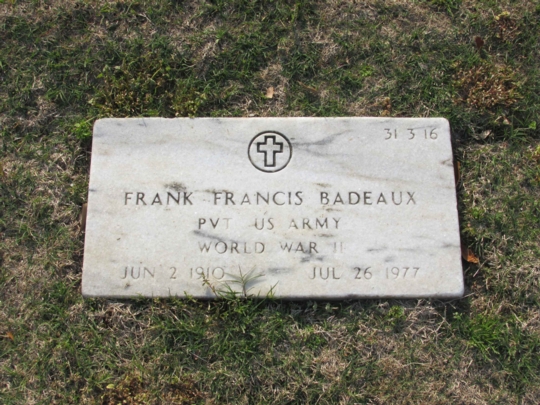 31 3 16
FRANK FRANCIS BADEAUX
PVT US ARMY
WORLD WAR II
JUN 2 1910 JUL 26 1977